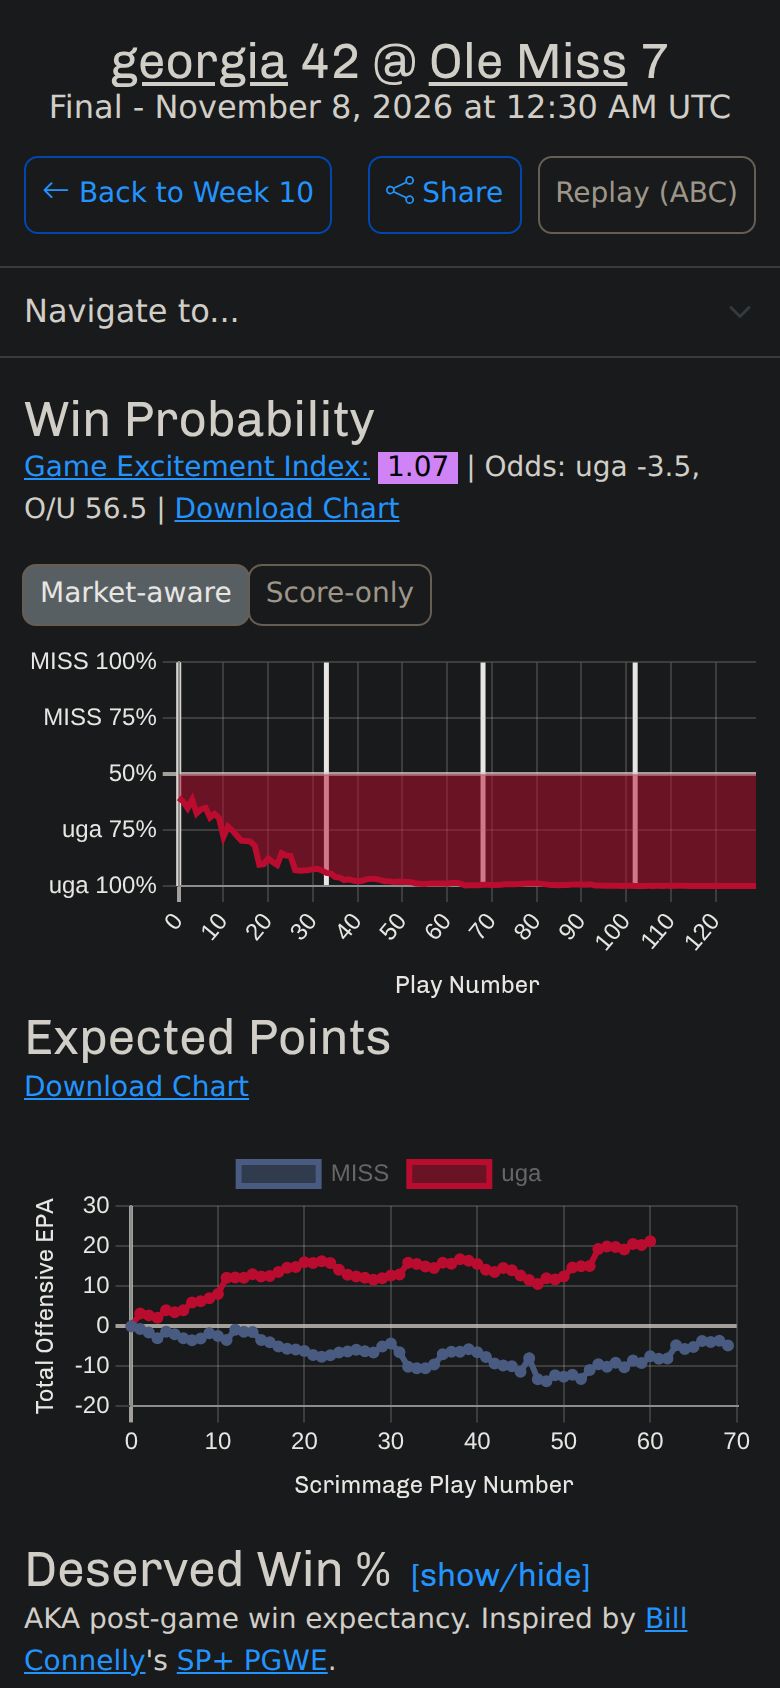 georgia 42 @ Ole Miss 7
Final - November 8, 2026 at 12:30 AM UTC
← Back to Week 10
Share
Replay (ABC)
Navigate to...
Win Probability
Game Excitement Index: 1.07 | Odds: uga -3.5,
O/U 56.5 | Download Chart
Market-aware
Score-only
MISS 100%
MISS 75%
50%
uga 75%
uga 100%
0 10 20 30 40 50 60 70 80 90 100 110 120
Play Number
Expected Points
Download Chart
MISS uga
Total Offensive EPA
30
20
10
0
-10
-20
0 10 20 30 40 50 60 70
Scrimmage Play Number
Deserved Win % [show/hide]
AKA post-game win expectancy. Inspired by Bill
Connelly's SP+ PGWE.